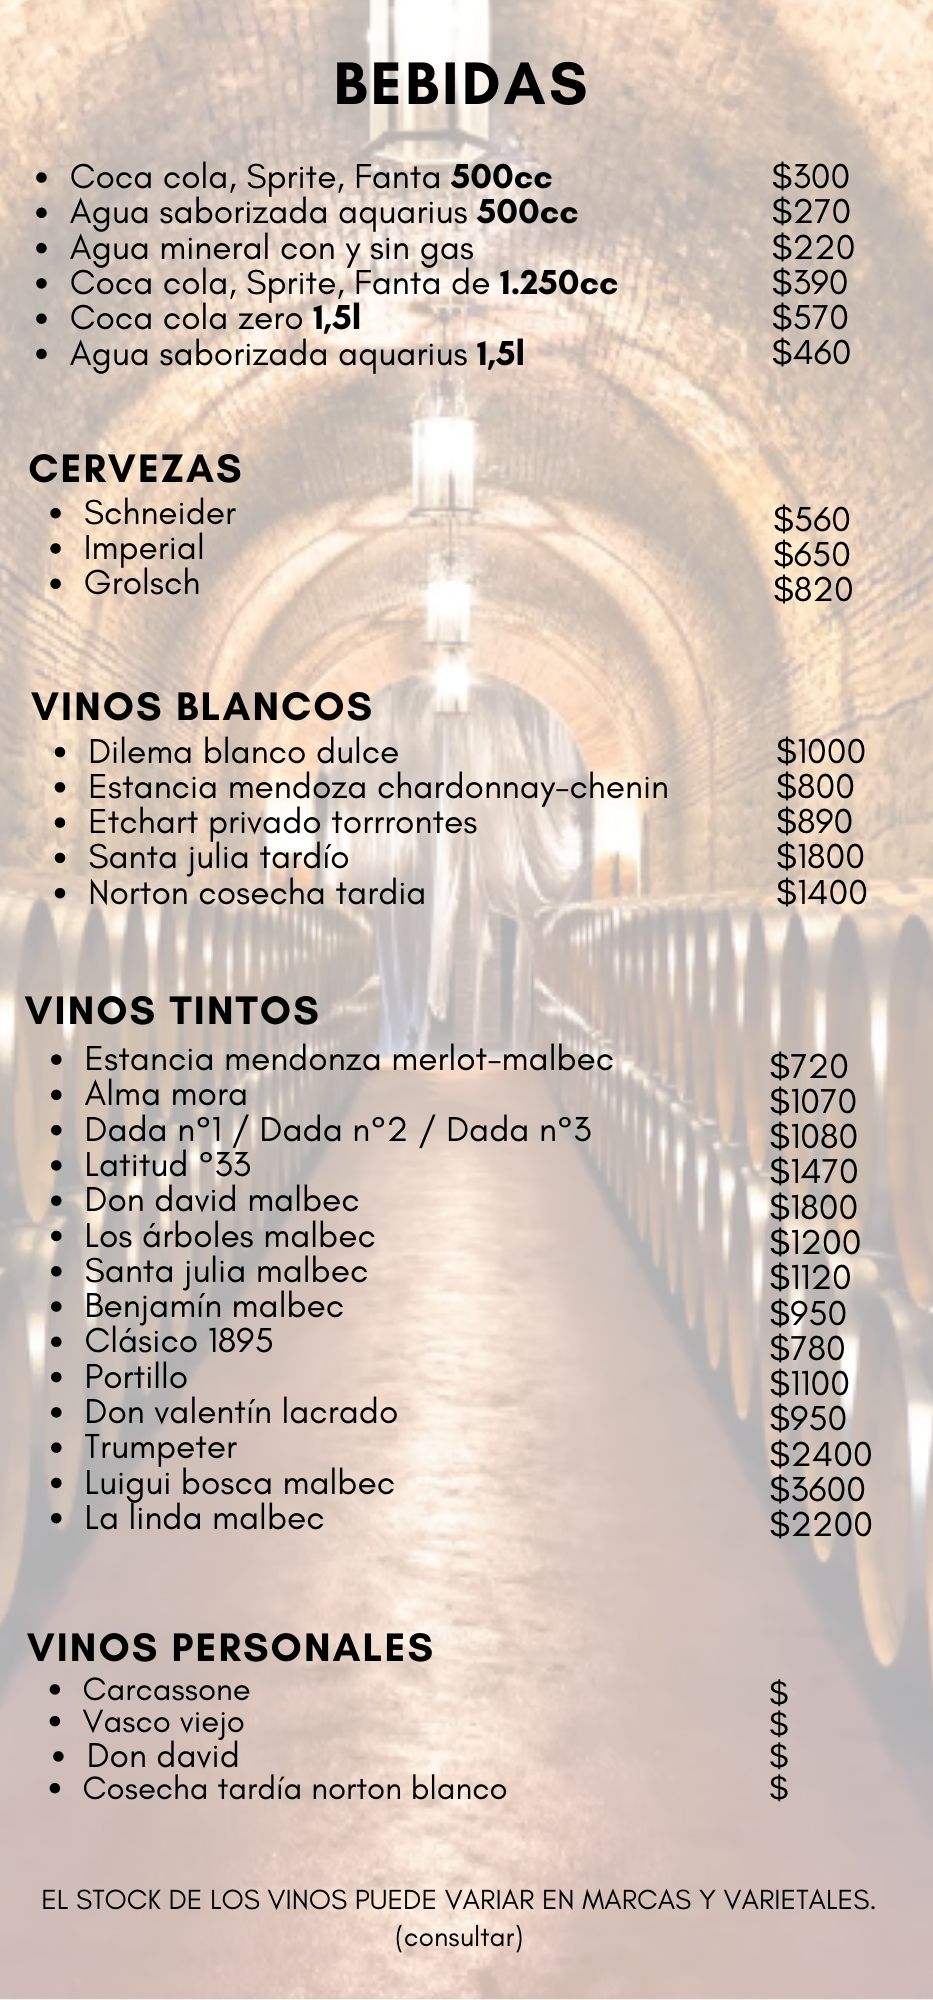 BEBIDAS
• Coca cola, Sprite, Fanta 500cc $300
• Agua saborizada aquarius 500cc $270
• Agua mineral con y sin gas $220
• Coca cola, Sprite, Fanta de 1.250cc $390
• Coca cola zero 1,5l $570
• Agua saborizada aquarius 1,5l $460
CERVEZAS
• Schneider $560
• Imperial $650
• Grolsch $820
VINOS BLANCOS
• Dilema blanco dulce $1000
• Estancia mendoza chardonnay-chenin $800
• Etchart privado torrrontes $890
• Santa julia tardío $1800
• Norton cosecha tardia $1400
VINOS TINTOS
• Estancia mendonza merlot-malbec $720
• Alma mora $1070
• Dada n°1 / Dada n°2 / Dada n°3 $1080
• Latitud °33 $1470
• Don david malbec $1800
• Los árboles malbec $1200
• Santa julia malbec $1120
• Benjamín malbec $950
• Clásico 1895 $780
• Portillo $1100
• Don valentín lacrado $950
• Trumpeter $2400
• Luigui bosca malbec $3600
• La linda malbec $2200
VINOS PERSONALES
• Carcassone $
• Vasco viejo $
• Don david $
• Cosecha tardía norton blanco $
EL STOCK DE LOS VINOS PUEDE VARIAR EN MARCAS Y VARIETALES.
(consultar)